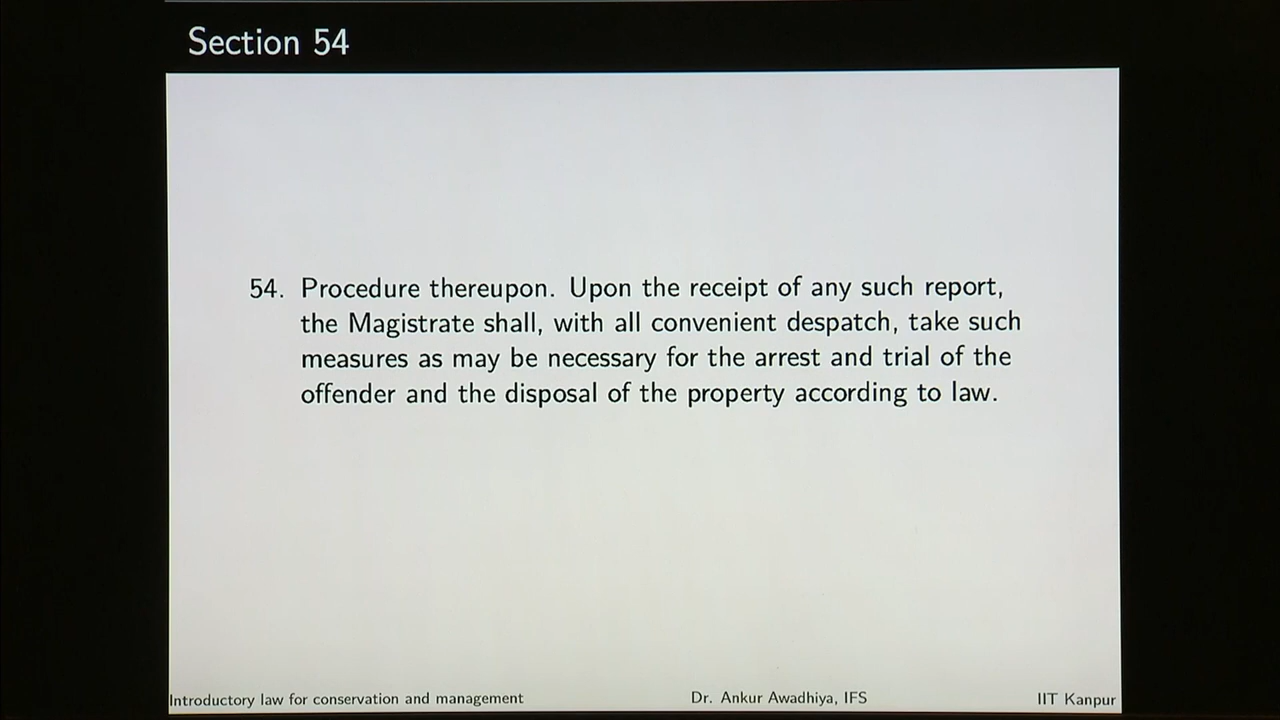 Section 54
54. Procedure thereupon. Upon the receipt of any such report,
the Magistrate shall, with all convenient despatch, take such
measures as may be necessary for the arrest and trial of the
offender and the disposal of the property according to law.
Introductory law for conservation and management Dr. Ankur Awadhiya, IFS IIT Kanpur